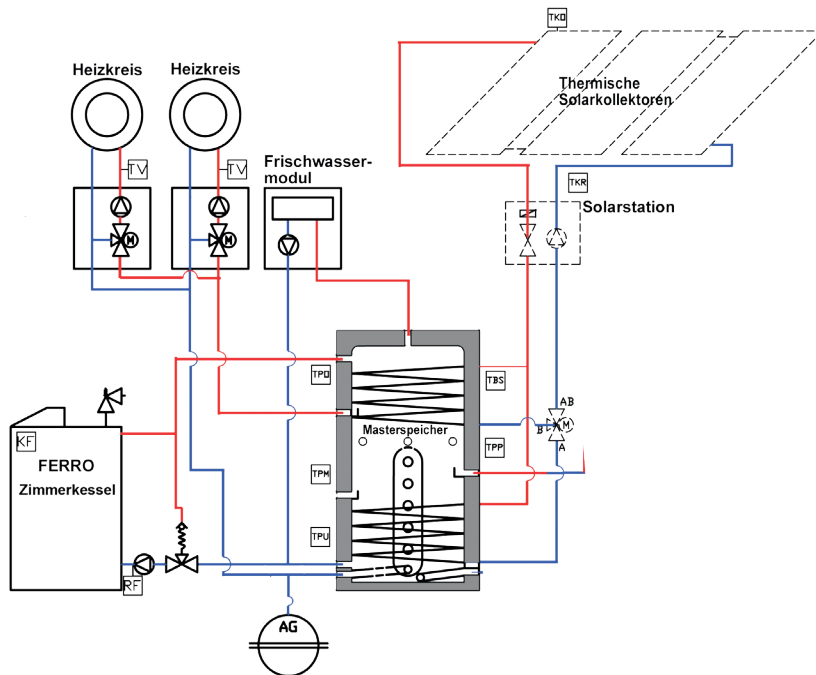 TKO
Heizkreis
Heizkreis
Thermische
Solarkollektoren
TV
TV
Frischwasser-
modul
TKR
Solarstation
M
M
TPO
TBS
AB
M
B
A
Masterspeicher
KF
FERRO
Zimmerkessel
TPP
TPM
TPU
RF
AG